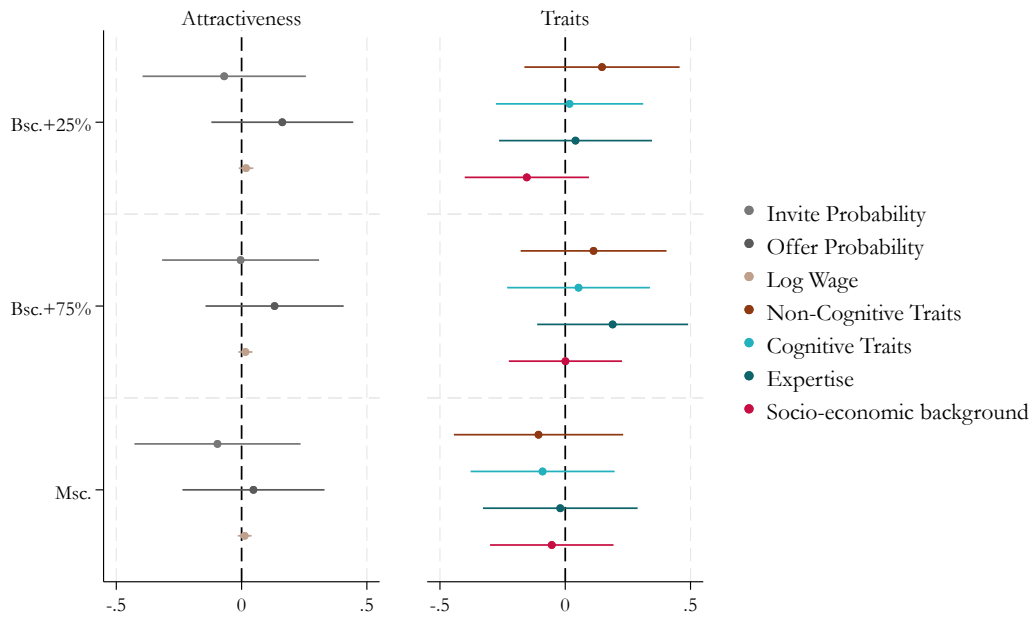 Attractiveness
Traits
Bsc.+25%
Bsc.+75%
Msc.
-.5 0 .5
-.5 0 .5
Invite Probability
Offer Probability
Log Wage
Non-Cognitive Traits
Cognitive Traits
Expertise
Socio-economic background